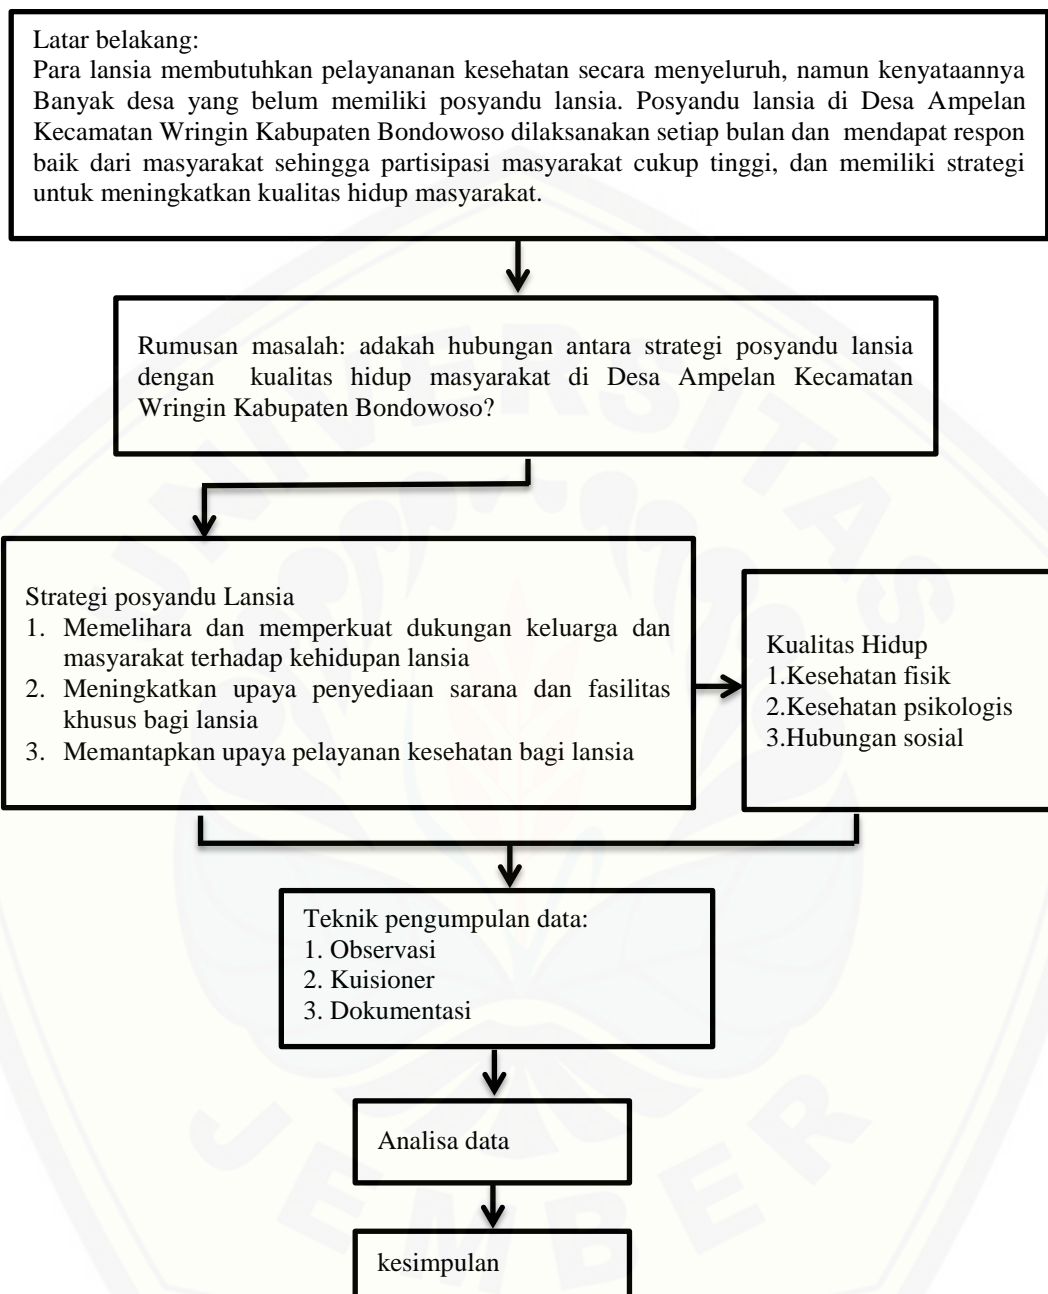 Latar belakang:
Para lansia membutuhkan pelayananan kesehatan secara menyeluruh, namun kenyataannya
Banyak desa yang belum memiliki posyandu lansia. Posyandu lansia di Desa Ampelan
Kecamatan Wringin Kabupaten Bondowoso dilaksanakan setiap bulan dan mendapat respon
baik dari masyarakat sehingga partisipasi masyarakat cukup tinggi, dan memiliki strategi
untuk meningkatkan kualitas hidup masyarakat.
Rumusan masalah: adakah hubungan antara strategi posyandu lansia
dengan kualitas hidup masyarakat di Desa Ampelan Kecamatan
Wringin Kabupaten Bondowoso?
Strategi posyandu Lansia
1. Memelihara dan memperkuat dukungan keluarga dan
masyarakat terhadap kehidupan lansia
2. Meningkatkan upaya penyediaan sarana dan fasilitas
khusus bagi lansia
3. Memantapkan upaya pelayanan kesehatan bagi lansia
Kualitas Hidup
1.Kesehatan fisik
2.Kesehatan psikologis
3.Hubungan sosial
Teknik pengumpulan data:
1. Observasi
2. Kuisioner
3. Dokumentasi
Analisa data
kesimpulan
UNIVERSITAS
JEMBER